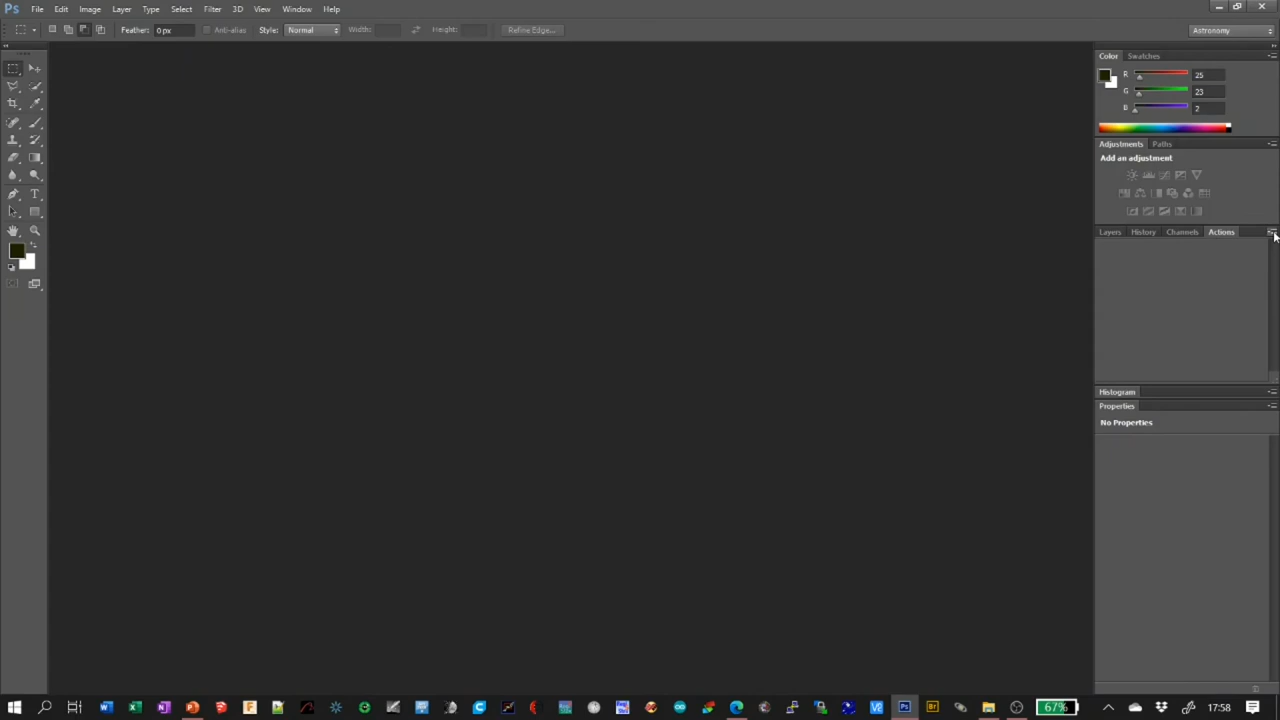 Ps File Edit Image Layer Type Select Filter 3D View Window Help
Feather: 0 px Anti-alias Style: Normal Width: Height: Refine Edge... Astronomy
Color Swatches
R 25
G 23
B 2
Adjustments Paths
Add an adjustment
Layers History Channels Actions
Histogram
Properties
No Properties
67% 17:58